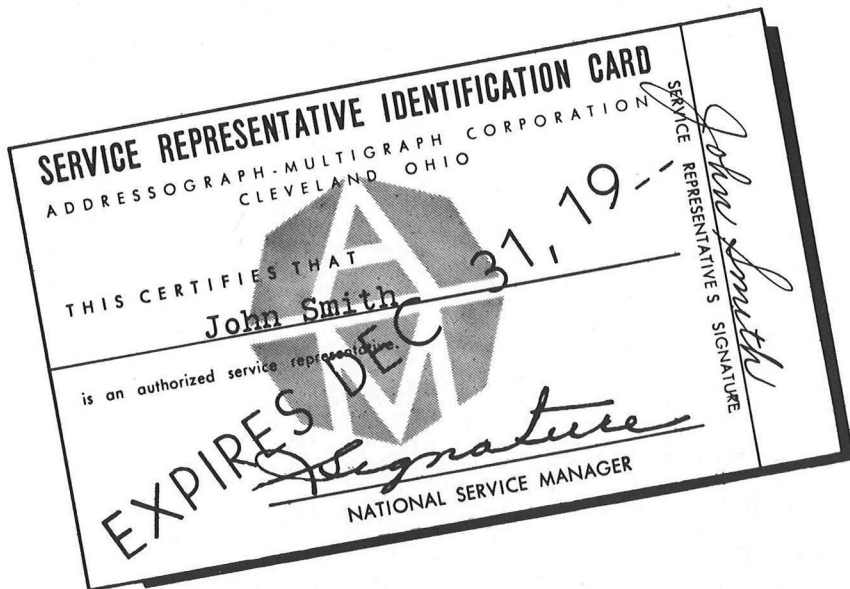 SERVICE REPRESENTATIVE IDENTIFICATION CARD
ADDRESSOGRAPH-MULTIGRAPH CORPORATION
CLEVELAND OHIO
THIS CERTIFIES THAT
John Smith
is an authorized service representative.
EXPIRES DEC 31, 19--
Signature
NATIONAL SERVICE MANAGER
AM
SERVICE REPRESENTATIVES SIGNATURE
John Smith